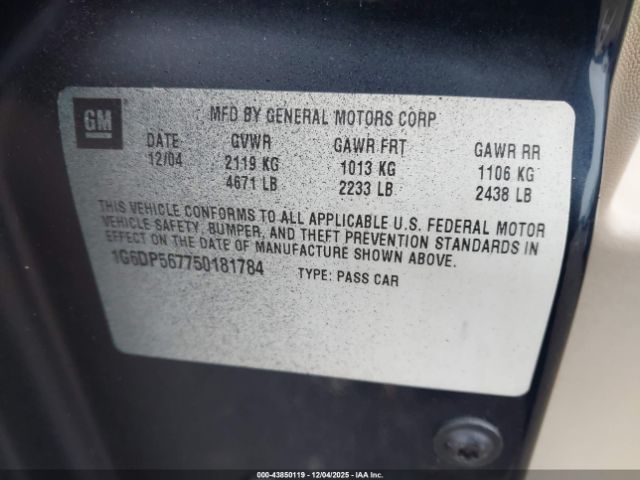 GM
MFD BY GENERAL MOTORS CORP
DATE GVWR GAWR FRT GAWR RR
12/04 2119 KG 1013 KG 1106 KG
4671 LB 2233 LB 2438 LB
THIS VEHICLE CONFORMS TO ALL APPLICABLE U.S. FEDERAL MOTOR
VEHICLE SAFETY, BUMPER, AND THEFT PREVENTION STANDARDS IN
EFFECT ON THE DATE OF MANUFACTURE SHOWN ABOVE.
1G6DP567750181784 TYPE: PASS CAR
000-43850119 - 12/04/2025 - IAAI.COM